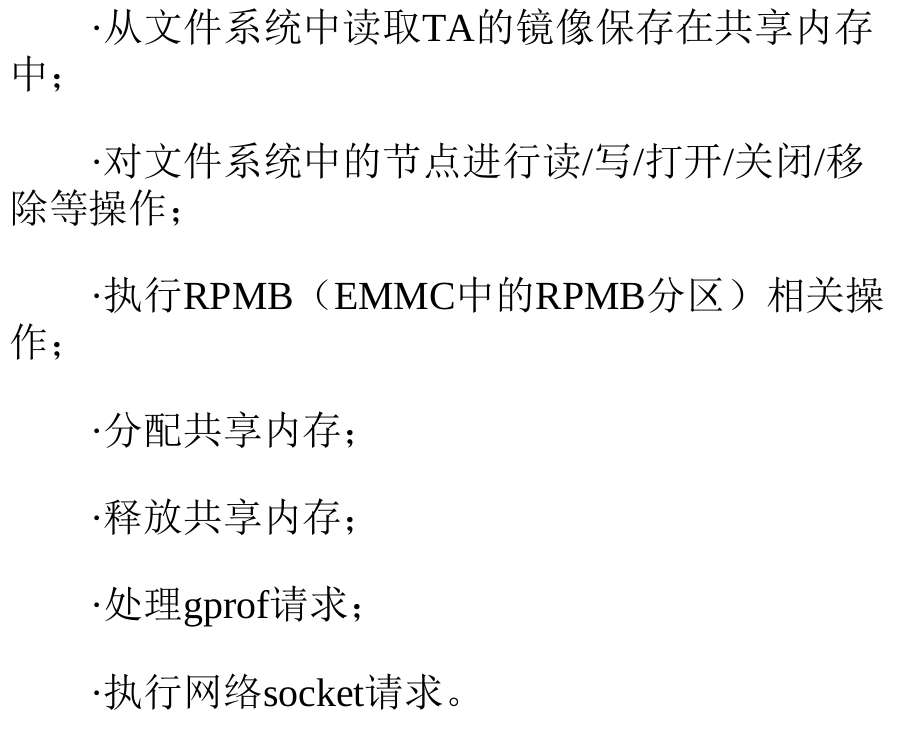 ·从文件系统中读取TA的镜像保存在共享内存
中；
·对文件系统中的节点进行读/写/打开/关闭/移
除等操作；
·执行RPMB（EMMC中的RPMB分区）相关操
作；
·分配共享内存；
·释放共享内存；
·处理gprof请求；
·执行网络socket请求。